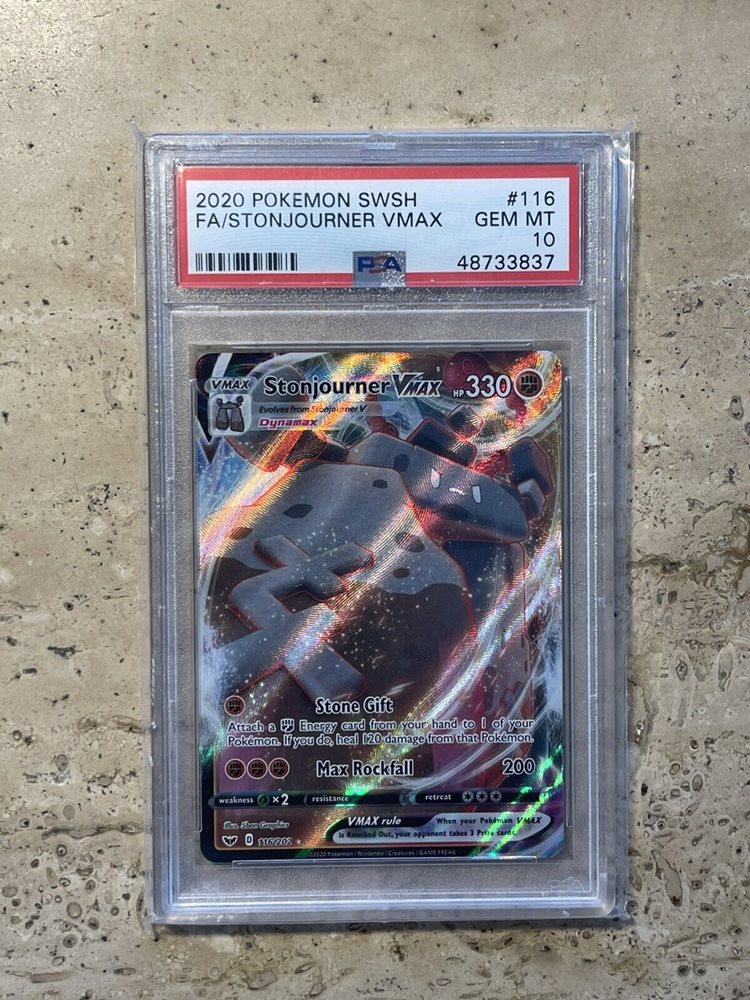 2020 POKEMON SWSH #116
FA/STONJOURNER VMAX GEM MT
10
PSA 48733837
VMAX Stonjourner VMAX HP 330
Evolves from Stonjourner V
Dynamax
Stone Gift
Attach a Energy card from your hand to 1 of your
Pokémon. If you do, heal 120 damage from that Pokémon.
Max Rockfall 200
weakness ×2 resistance retreat
VMAX rule When your Pokémon VMAX
is Knocked Out, your opponent takes 3 Prize cards.
Illus. 5ban Graphics
D 116/202
©2020 Pokémon / Nintendo / Creatures / GAME FREAK